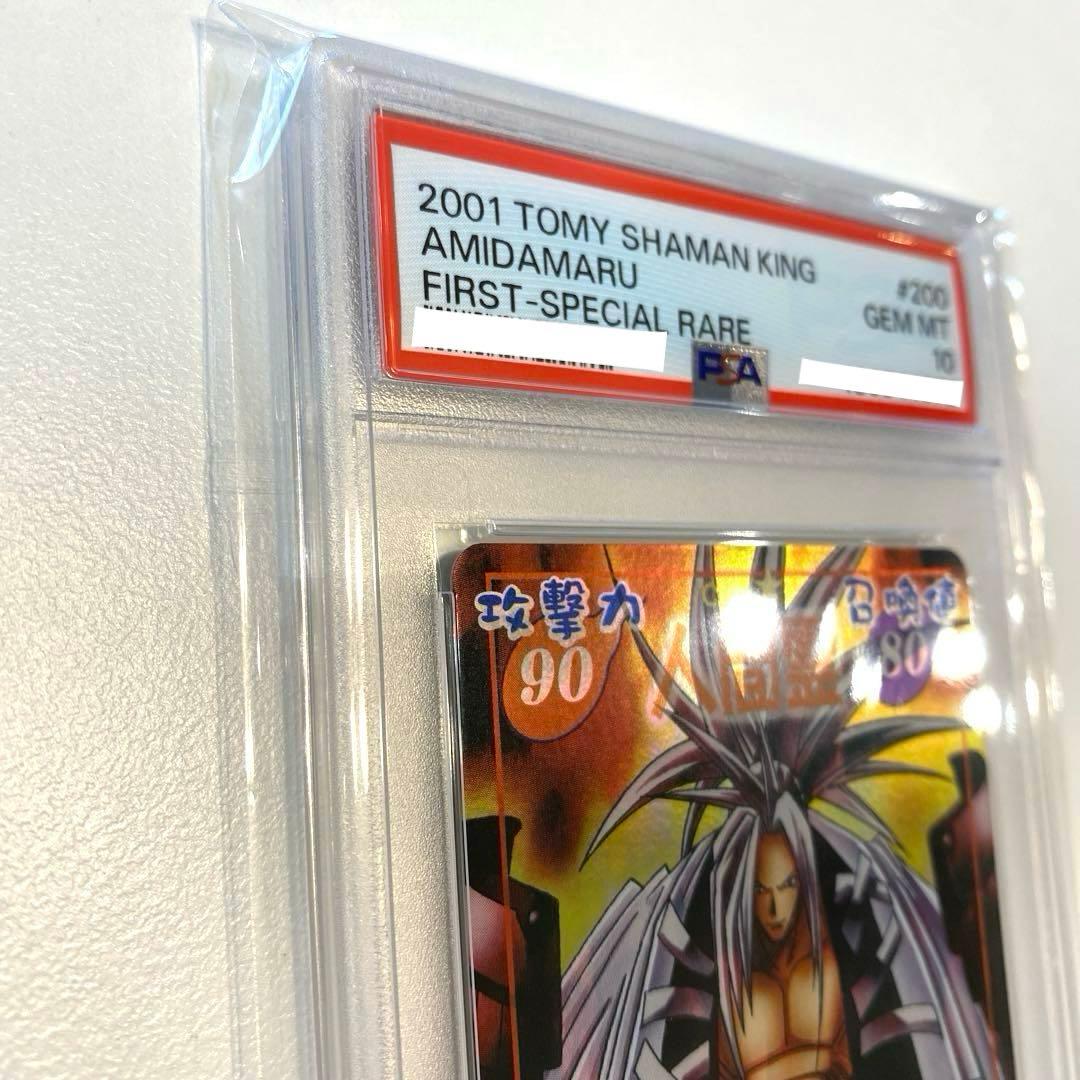 2001 TOMY SHAMAN KING
#200
AMIDAMARU
GEM MT
FIRST-SPECIAL RARE
10
PSA
攻撃力
召喚値
90
80